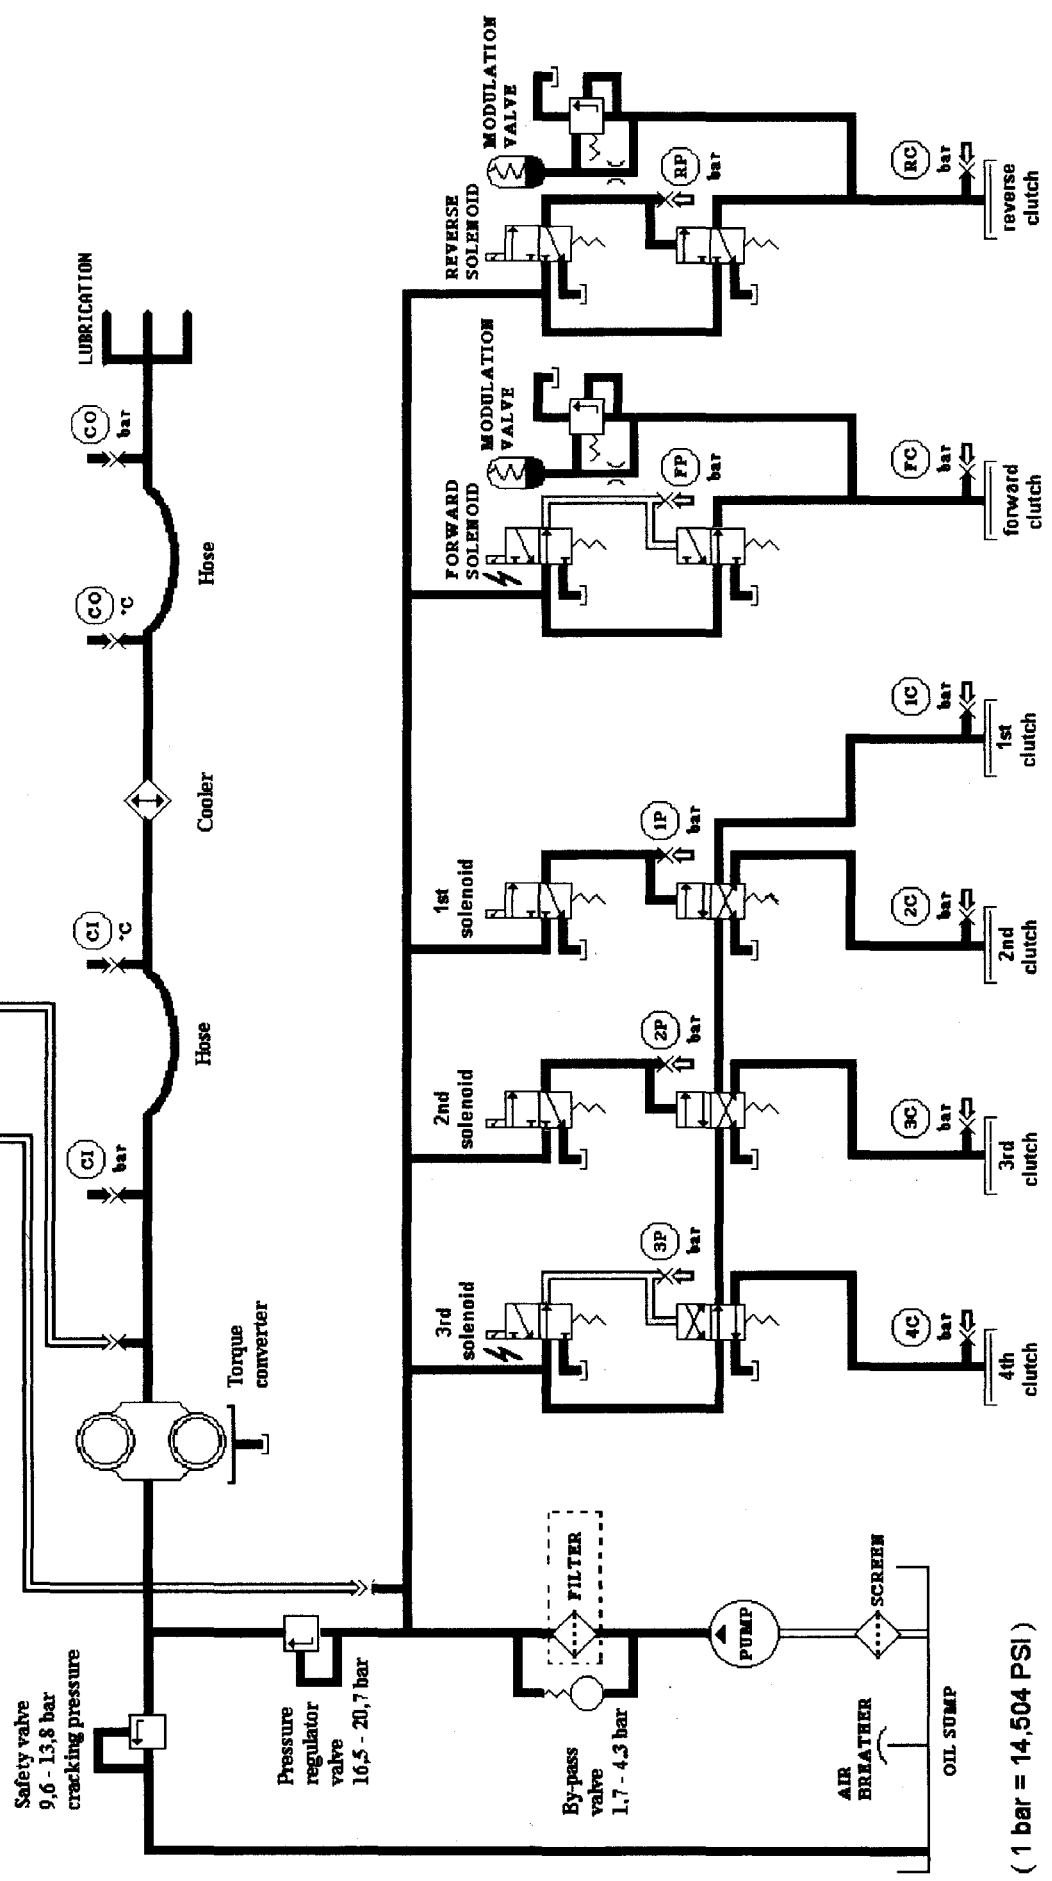 Safety valve
9,6 - 13,8 bar
cracking pressure
Pressure
regulator
valve
16,5 - 20,7 bar
By-pass
valve
1,7 - 4.3 bar
AIR
BREATHER
OIL SUMP
( 1 bar = 14,504 PSI )
FILTER
PUMP
SCREEN
Torque
converter
CI
bar
Hose
CI
°C
Cooler
CO
°C
Hose
CO
bar
LUBRICATION
3rd
solenoid
3P
bar
4C
bar
4th
clutch
2nd
solenoid
2P
bar
3C
bar
3rd
clutch
1st
solenoid
1P
bar
2C
bar
2nd
clutch
1C
bar
1st
clutch
FORWARD
SOLENOID
MODULATION
VALVE
FP
bar
FC
bar
forward
clutch
REVERSE
SOLENOID
MODULATION
VALVE
RP
bar
RC
bar
reverse
clutch